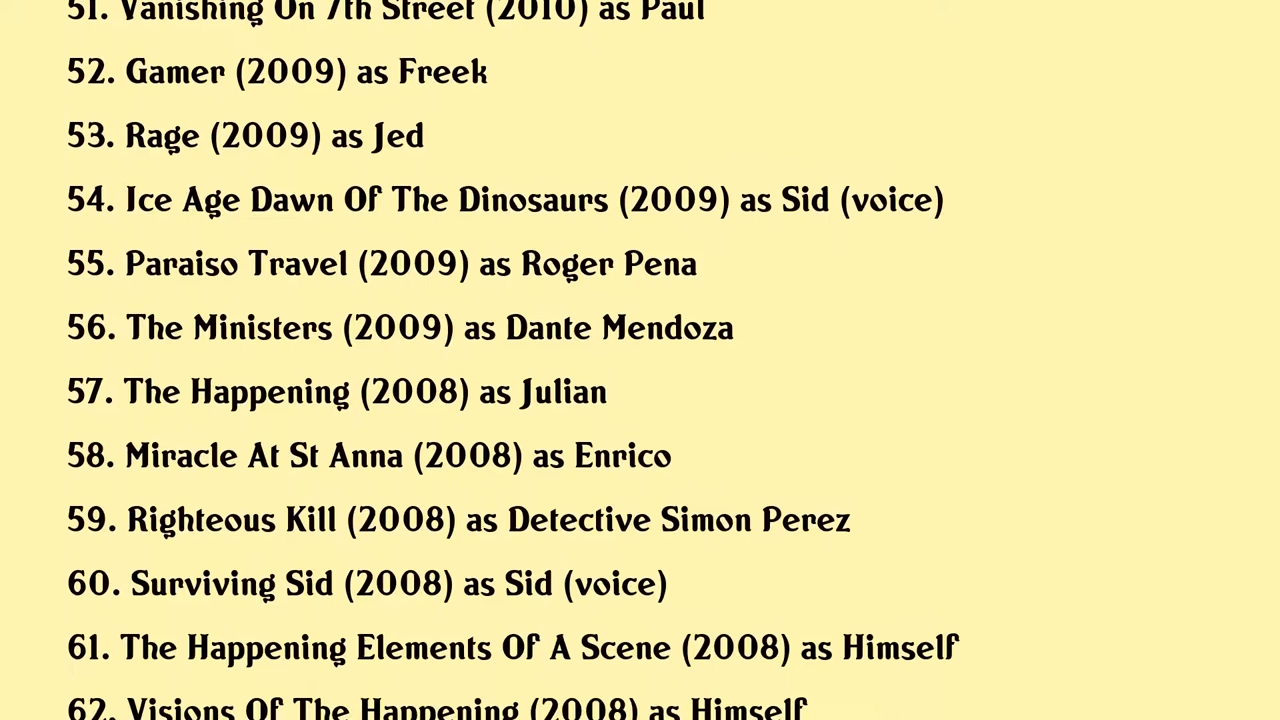 51. Vanishing On 7th Street (2010) as Paul
52. Gamer (2009) as Freek
53. Rage (2009) as Jed
54. Ice Age Dawn Of The Dinosaurs (2009) as Sid (voice)
55. Paraiso Travel (2009) as Roger Pena
56. The Ministers (2009) as Dante Mendoza
57. The Happening (2008) as Julian
58. Miracle At St Anna (2008) as Enrico
59. Righteous Kill (2008) as Detective Simon Perez
60. Surviving Sid (2008) as Sid (voice)
61. The Happening Elements Of A Scene (2008) as Himself
62. Visions Of The Happening (2008) as Himself